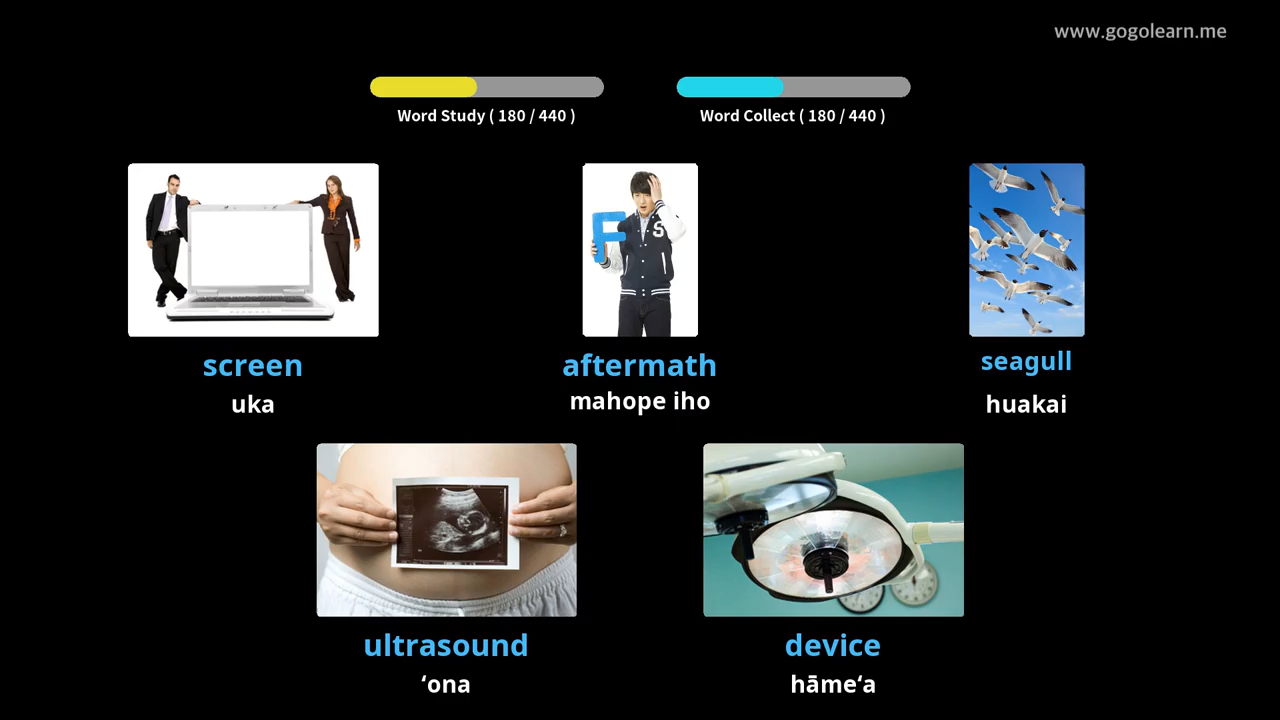 www.gogolearn.me
Word Study ( 180 / 440 )
Word Collect ( 180 / 440 )
F
S
screen
aftermath
seagull
uka
mahope iho
huakai
ultrasound
device
ʻona
hāmeʻa